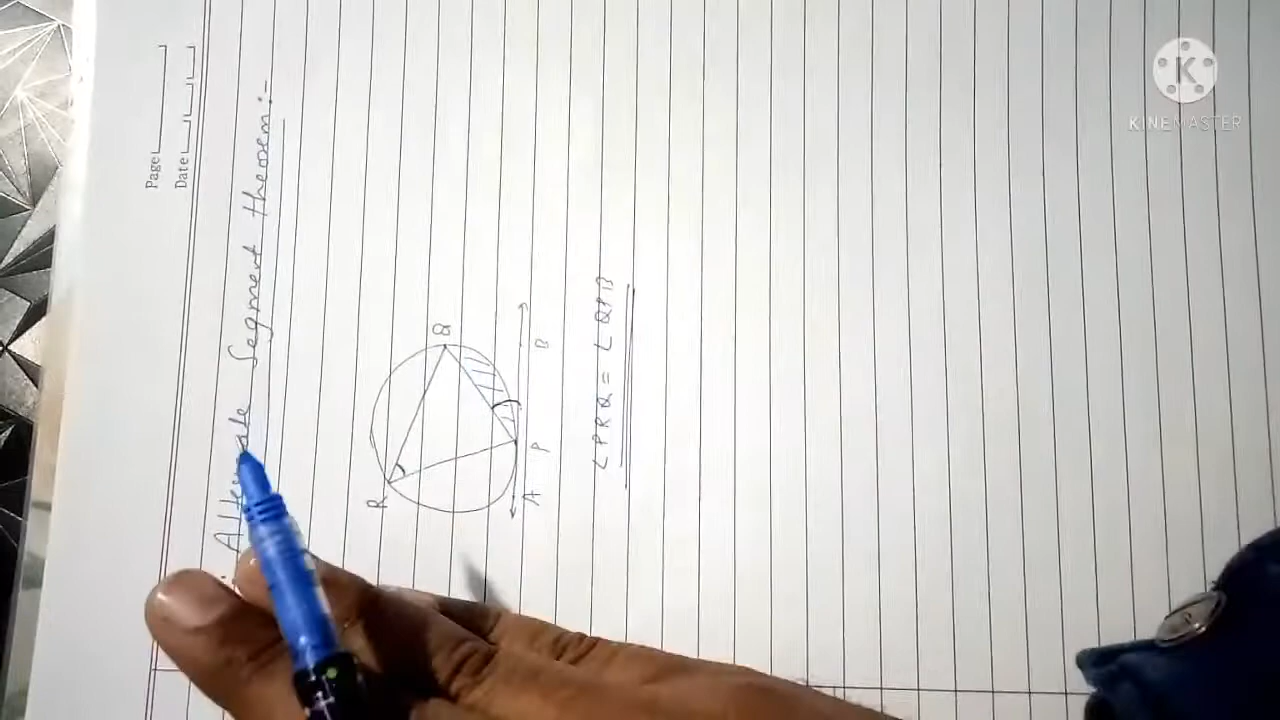 Page
Date
Alternate Segment theorem:-
R
Q
A P B
∠PRQ = ∠QPB
K
KINEMASTER